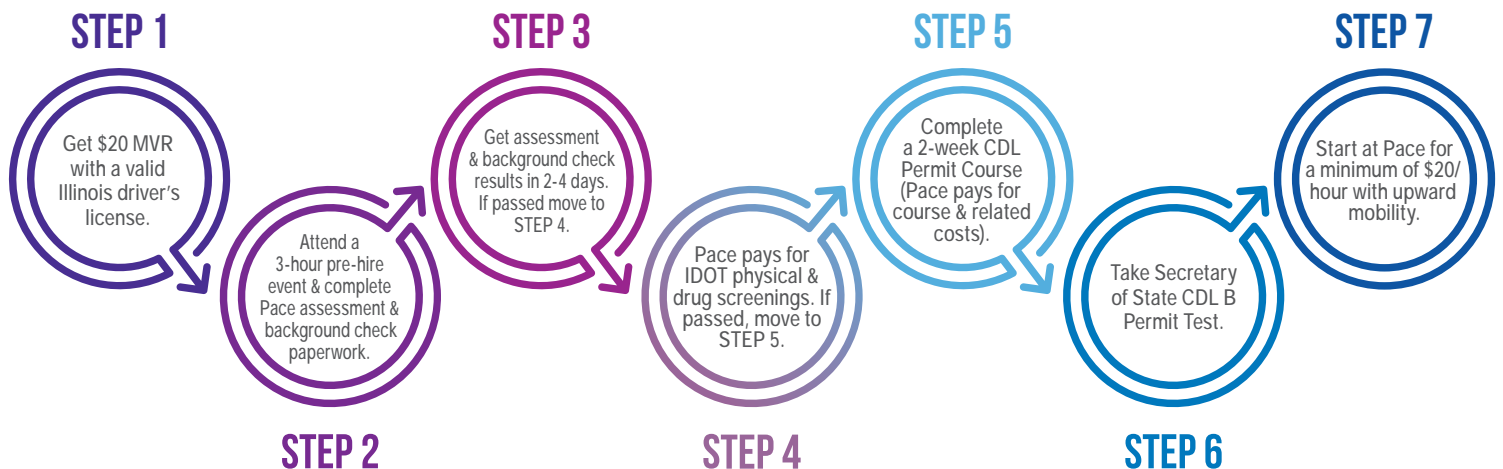 STEP 1
Get $20 MVR
with a valid
Illinois driver's
license.
STEP 2
Attend a
3-hour pre-hire
event & complete
Pace assessment &
background check
paperwork.
STEP 3
Get assessment
& background check
results in 2-4 days.
If passed move to
STEP 4.
STEP 4
Pace pays for
IDOT physical &
drug screenings. If
passed, move to
STEP 5.
STEP 5
Complete
a 2-week CDL
Permit Course
(Pace pays for
course & related
costs).
STEP 6
Take Secretary
of State CDL B
Permit Test.
STEP 7
Start at Pace for
a minimum of $20/
hour with upward
mobility.